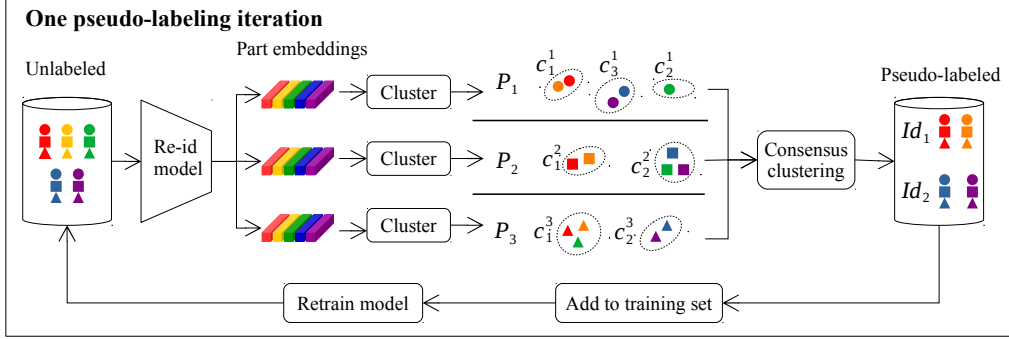 One pseudo-labeling iteration
Unlabeled
Re-id
model
Part embeddings
Cluster
Cluster
Cluster
P₁ c₁¹ c₃¹ c₂¹
P₂ c₁² c₂²
P₃ c₁³ c₂³
Consensus
clustering
Pseudo-labeled
Id₁
Id₂
Retrain model
Add to training set